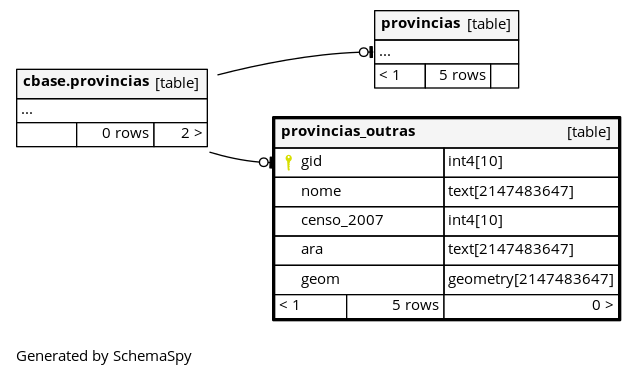 provincias [table]
...
< 1 5 rows
cbase.provincias [table]
...
0 rows 2 >
provincias_outras [table]
gid int4[10]
nome text[2147483647]
censo_2007 int4[10]
ara text[2147483647]
geom geometry[2147483647]
< 1 5 rows 0 >
Generated by SchemaSpy